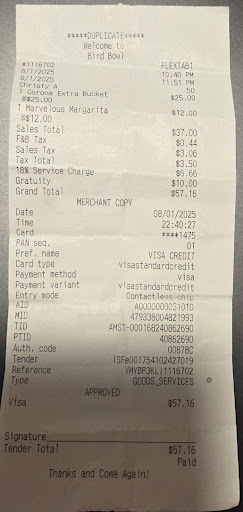 *****DUPLICATE*****
Welcome to
Bird Bowl
#1116702 FLEXTAB1
8/1/2025 10:40 PM
8/1/2025 11:51 PM
Christy A 50
1 Corona Extra Bucket $25.00
@$25.00
1 Marvelous Margarita $12.00
@$12.00
Sales Total $37.00
F&B Tax $0.44
Sales Tax $3.06
Tax Total $3.50
18% Service Charge $6.66
Gratuity $10.00
Grand Total $57.16
MERCHANT COPY
Date 08/01/2025
Time 22:40:27
Card ****1475
PAN seq. 01
Pref. name VISA CREDIT
Card type visastandardcredit
Payment method visa
Payment variant visastandardcredit
Entry mode Contactless chip
AID A0000000031010
MID 479338004821993
TID AMS1-000168240862690
PTID 40862690
Auth. code 00878C
Tender lSFe001754102427019
Reference VMYBP3KLJ1116702
Type GOODS_SERVICES
APPROVED
Visa $57.16
Signature
Tender Total $57.16
Paid
Thanks and Come Again!